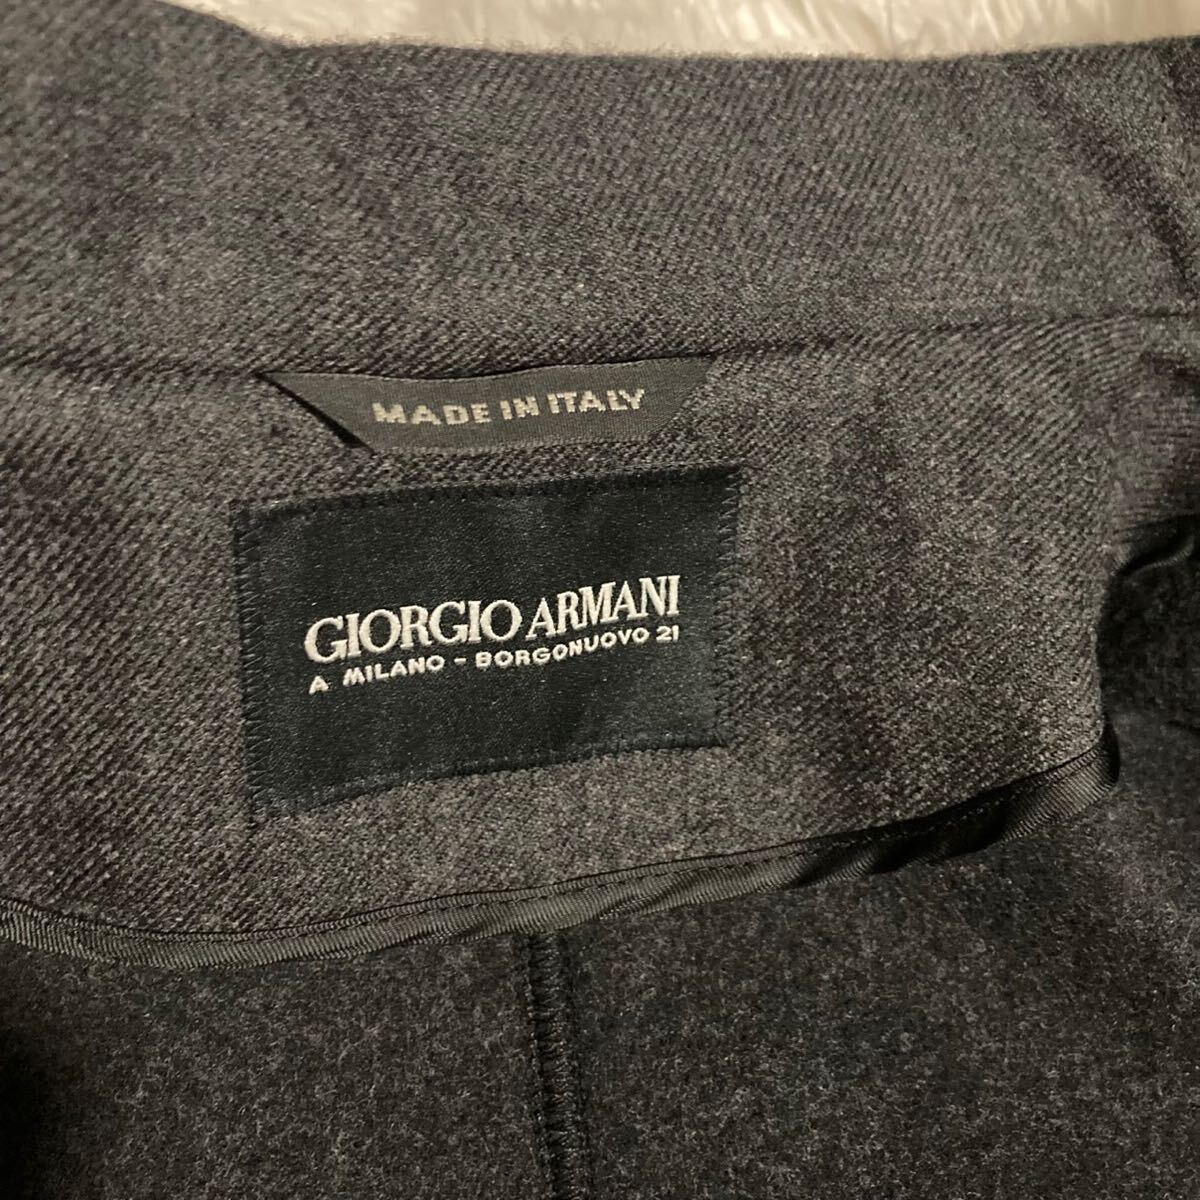 MADE IN ITALY
GIORGIO ARMANI
A MILANO - BORGONUOVO 21